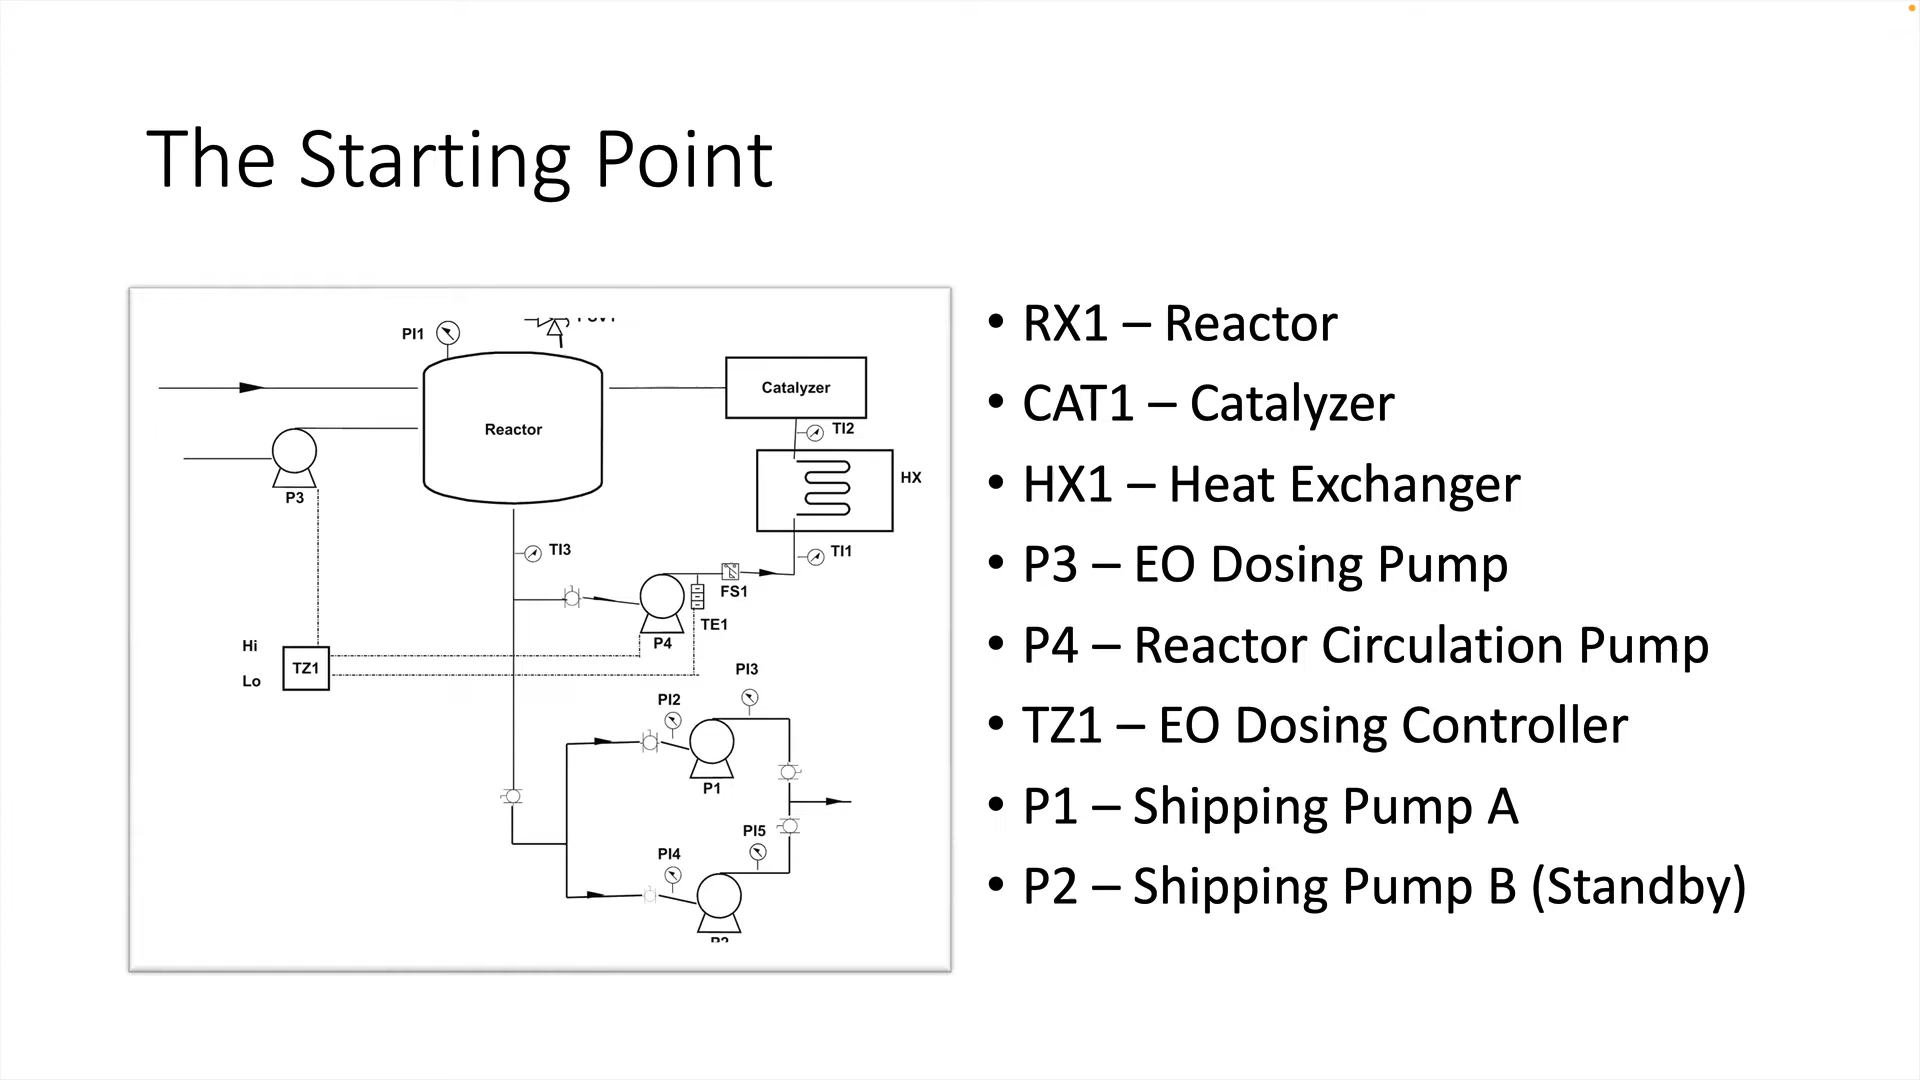 The Starting Point
PI1
Catalyzer
Reactor
TI2
HX
P3
TI3
TI1
FS1
TE1
P4
Hi
TZ1
Lo
PI3
PI2
P1
PI5
PI4
• RX1 – Reactor
• CAT1 – Catalyzer
• HX1 – Heat Exchanger
• P3 – EO Dosing Pump
• P4 – Reactor Circulation Pump
• TZ1 – EO Dosing Controller
• P1 – Shipping Pump A
• P2 – Shipping Pump B (Standby)